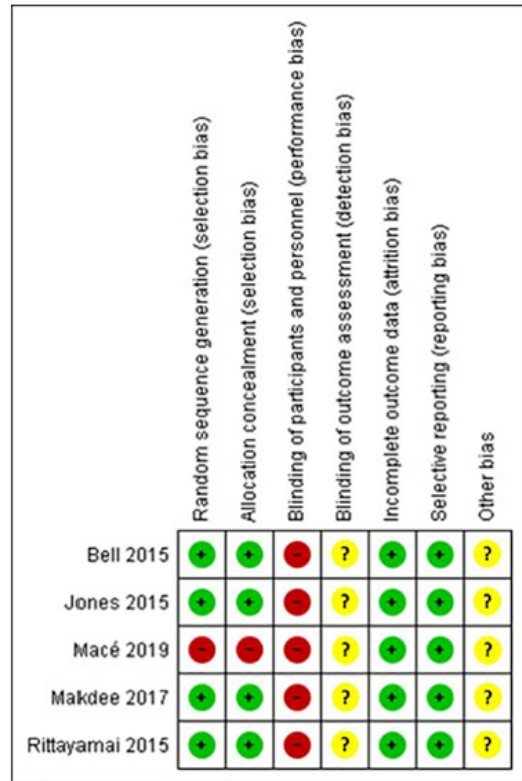 Random sequence generation (selection bias)
Allocation concealment (selection bias)
Blinding of participants and personnel (performance bias)
Blinding of outcome assessment (detection bias)
Incomplete outcome data (attrition bias)
Selective reporting (reporting bias)
Other bias
Bell 2015 + + - ? + + ?
Jones 2015 + + - ? + + ?
Macé 2019 - - - ? + + ?
Makdee 2017 + + - ? + + ?
Rittayamai 2015 + + - ? + + ?